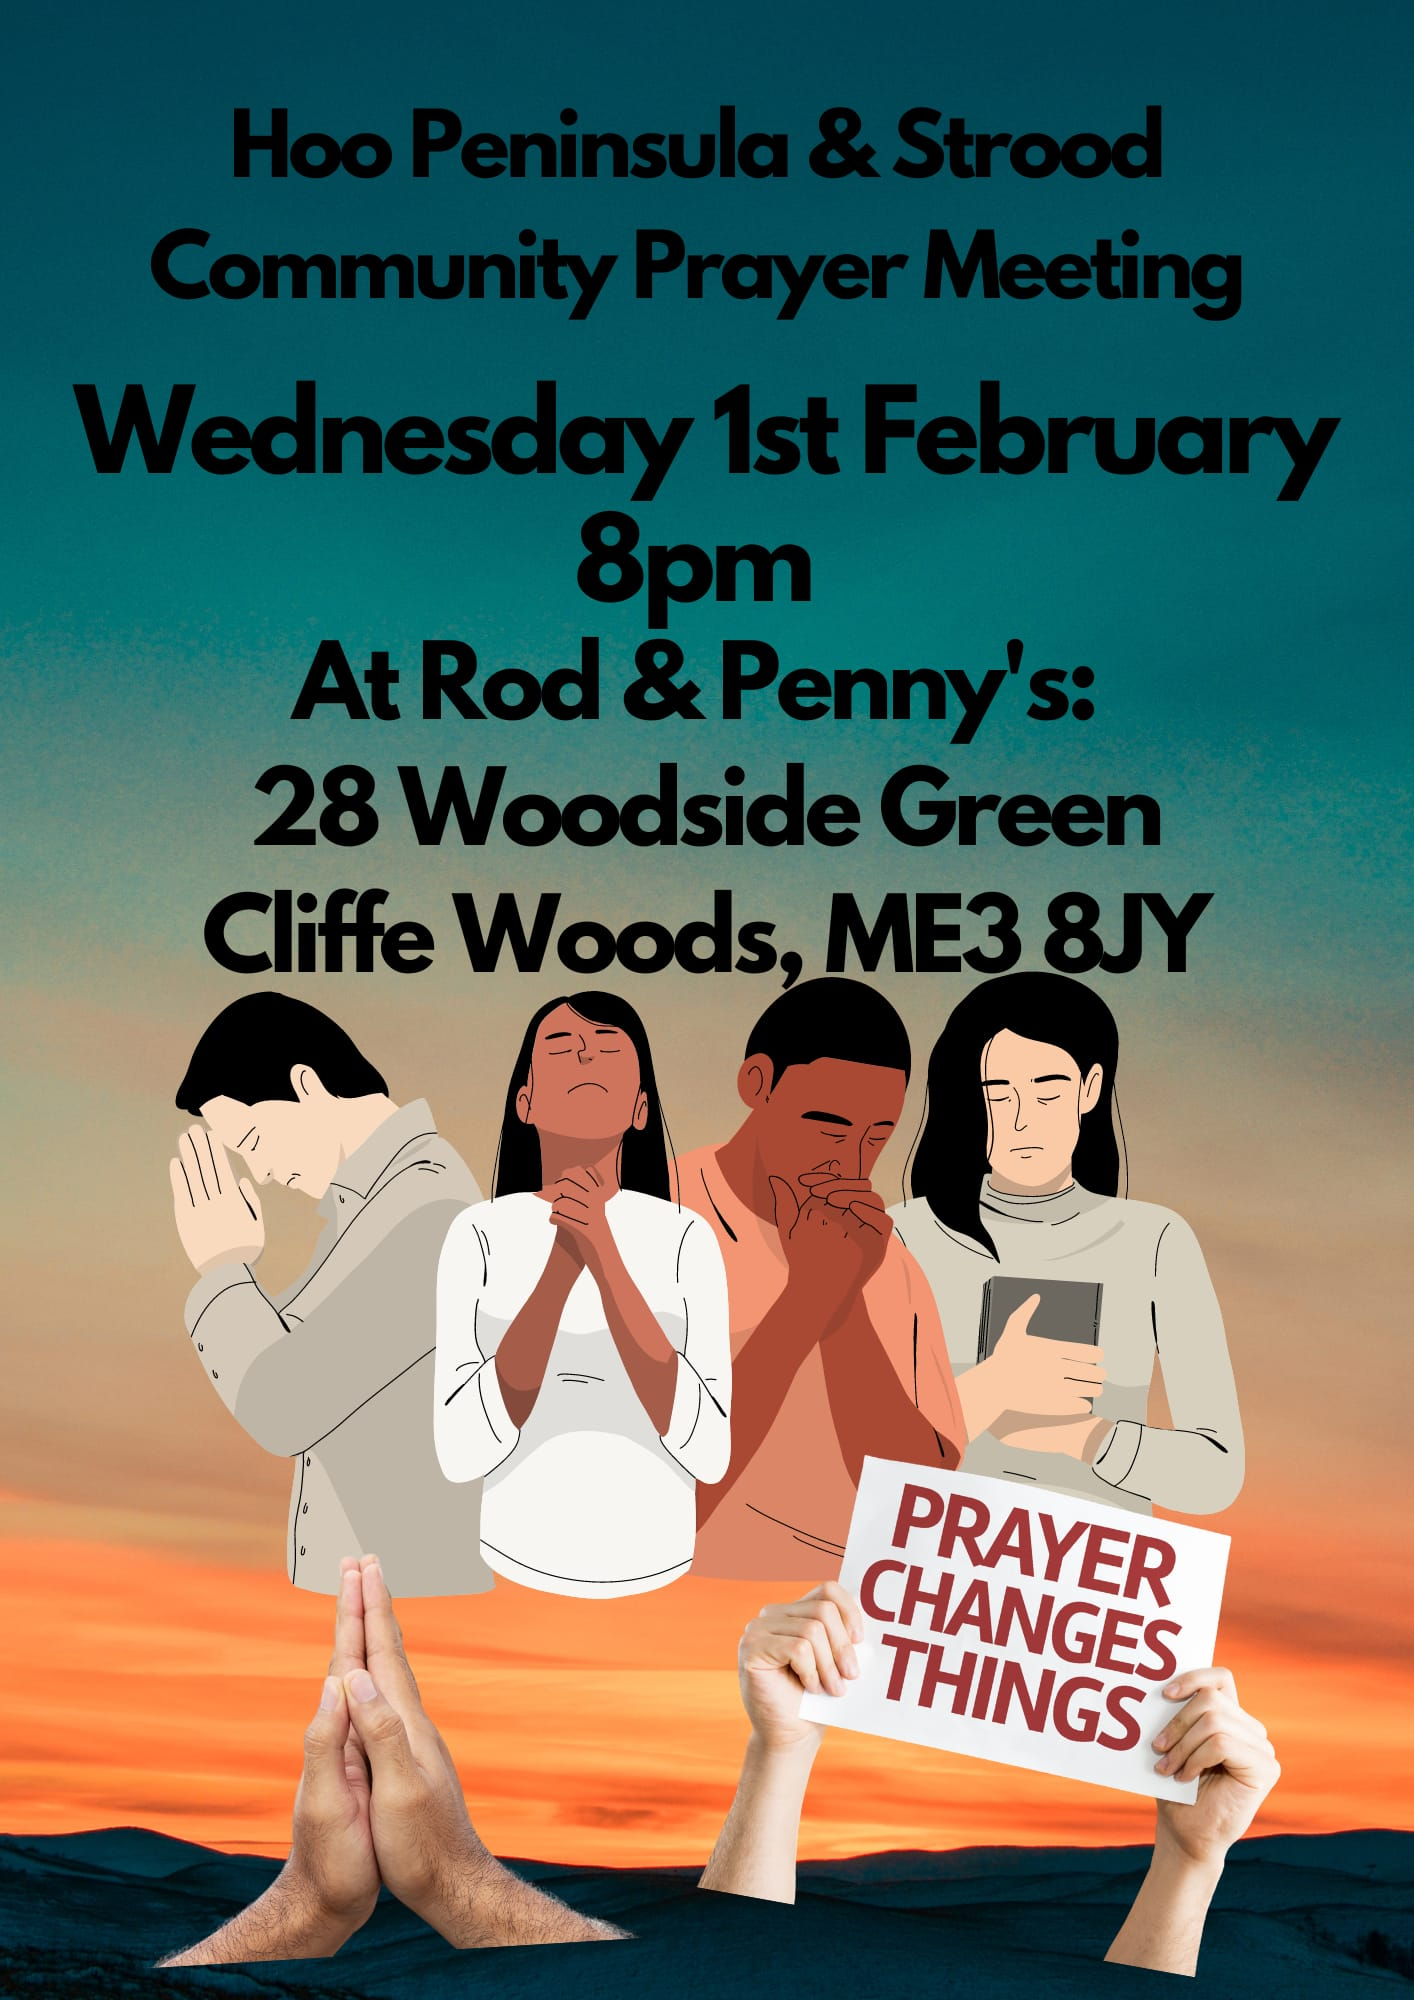 Hoo Peninsula & Strood
Community Prayer Meeting
Wednesday 1st February
8pm
At Rod & Penny's:
28 Woodside Green
Cliffe Woods, ME3 8JY
PRAYER
CHANGES
THINGS